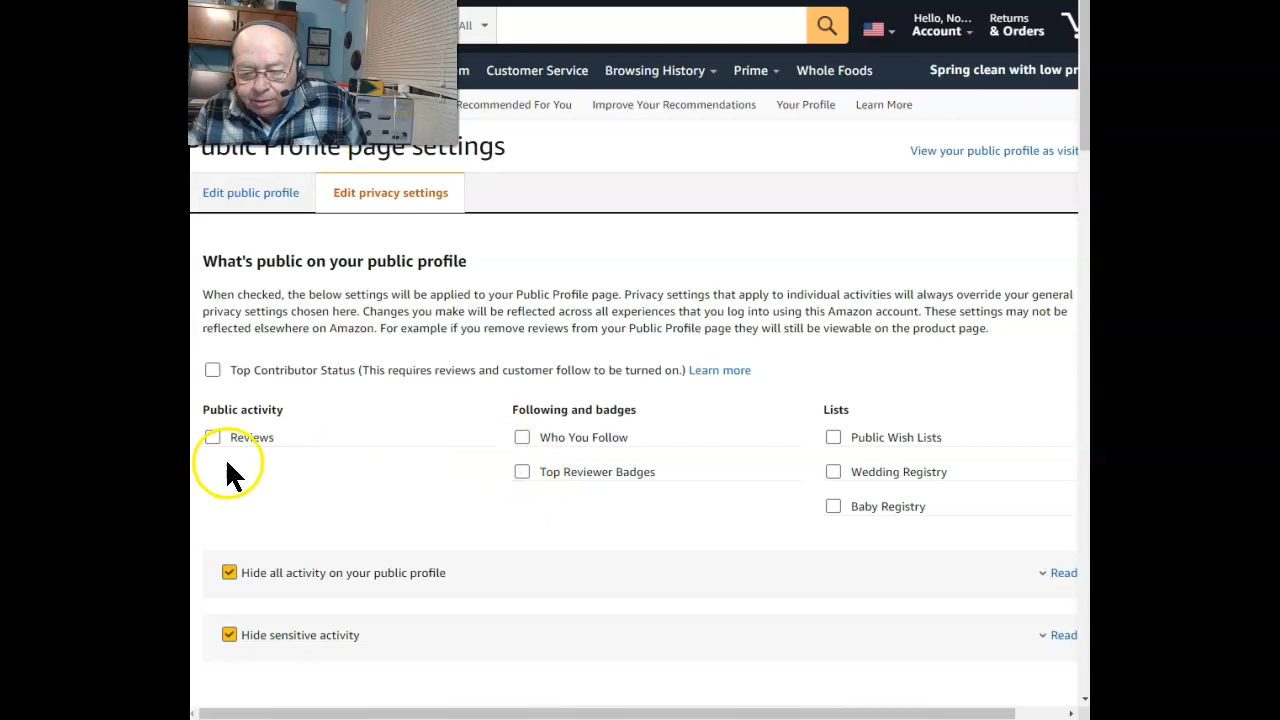 All
Hello, No...
Account
Returns
& Orders
m
Customer Service
Browsing History
Prime
Whole Foods
Spring clean with low pr
ecommended For You
Improve Your Recommendations
Your Profile
Learn More
ublic Profile page settings
View your public profile as visit
Edit public profile
Edit privacy settings
What's public on your public profile
When checked, the below settings will be applied to your Public Profile page. Privacy settings that apply to individual activities will always override your general
privacy settings chosen here. Changes you make will be reflected across all experiences that you log into using this Amazon account. These settings may not be
reflected elsewhere on Amazon. For example if you remove reviews from your Public Profile page they will still be viewable on the product page.
Top Contributor Status (This requires reviews and customer follow to be turned on.) Learn more
Public activity
Following and badges
Lists
Reviews
Who You Follow
Public Wish Lists
Top Reviewer Badges
Wedding Registry
Baby Registry
Hide all activity on your public profile
Read
Hide sensitive activity
Read